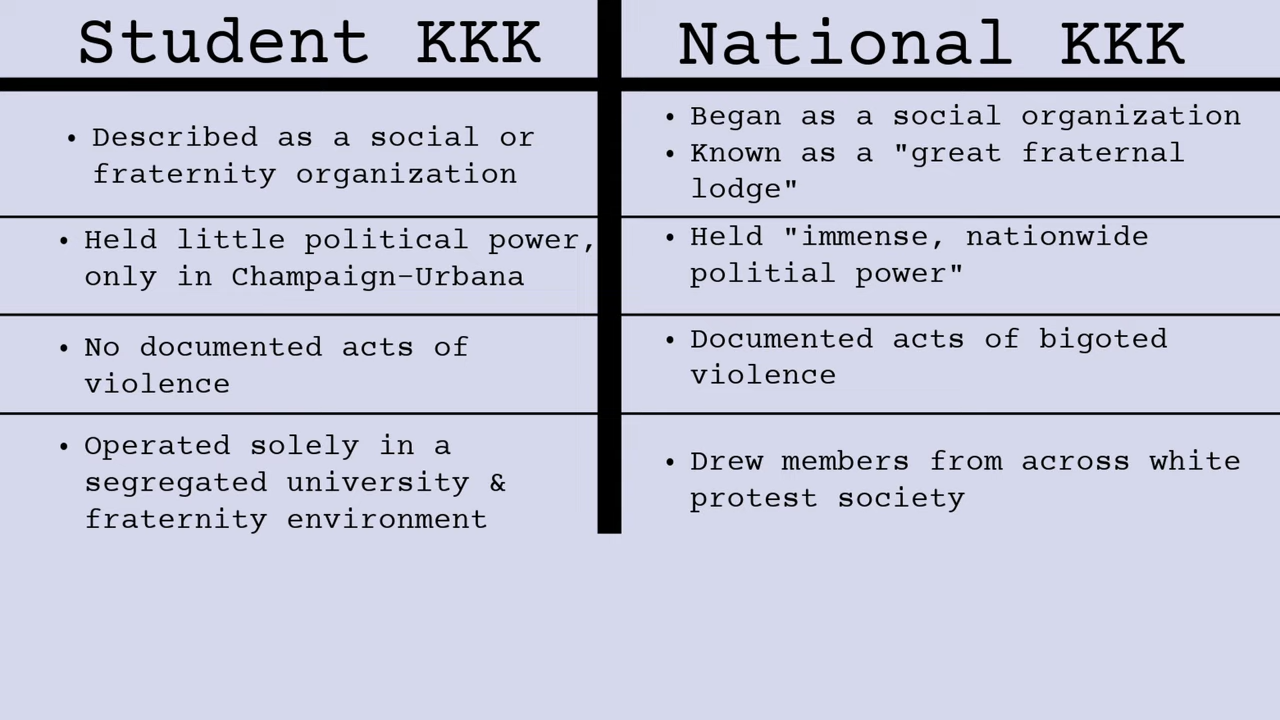 Student KKK
National KKK
• Described as a social or
fraternity organization
• Began as a social organization
• Known as a "great fraternal
lodge"
• Held little political power,
only in Champaign-Urbana
• Held "immense, nationwide
politial power"
• No documented acts of
violence
• Documented acts of bigoted
violence
• Operated solely in a
segregated university &
fraternity environment
• Drew members from across white
protest society